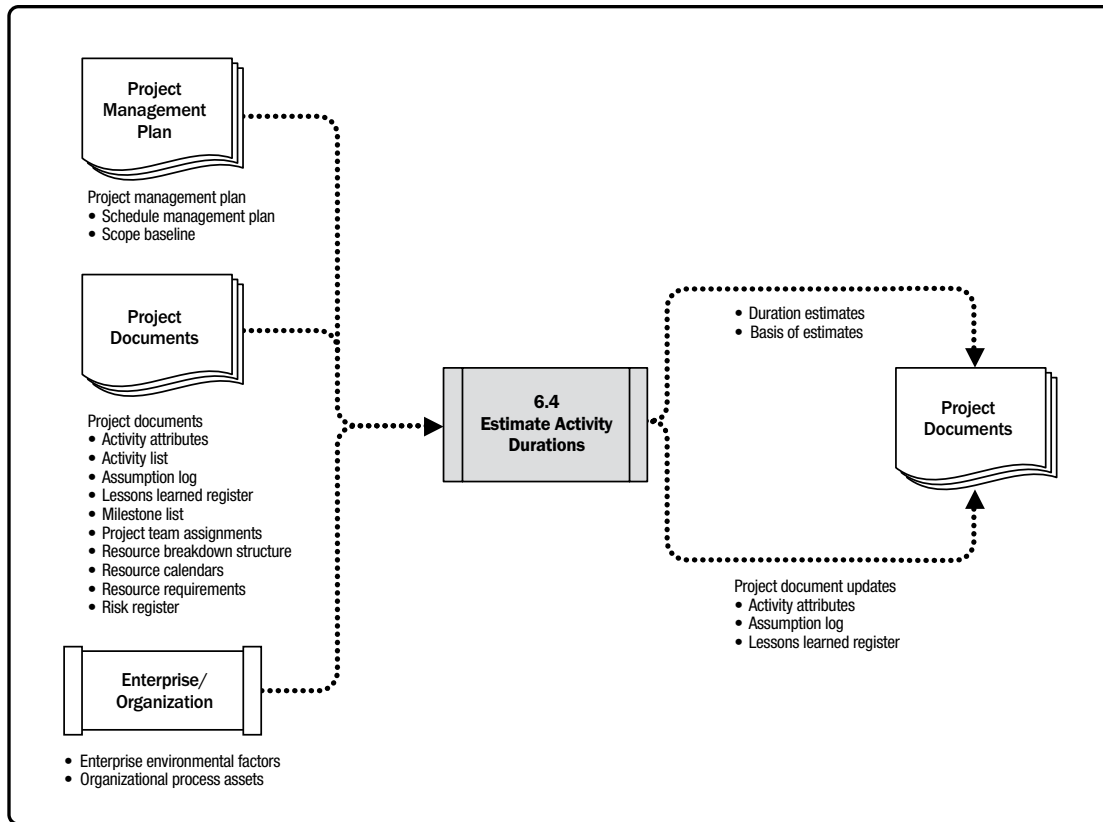 Project
Management
Plan
Project management plan
• Schedule management plan
• Scope baseline
Project
Documents
Project documents
• Activity attributes
• Activity list
• Assumption log
• Lessons learned register
• Milestone list
• Project team assignments
• Resource breakdown structure
• Resource calendars
• Resource requirements
• Risk register
Enterprise/
Organization
• Enterprise environmental factors
• Organizational process assets
6.4
Estimate Activity
Durations
• Duration estimates
• Basis of estimates
Project
Documents
Project document updates
• Activity attributes
• Assumption log
• Lessons learned register